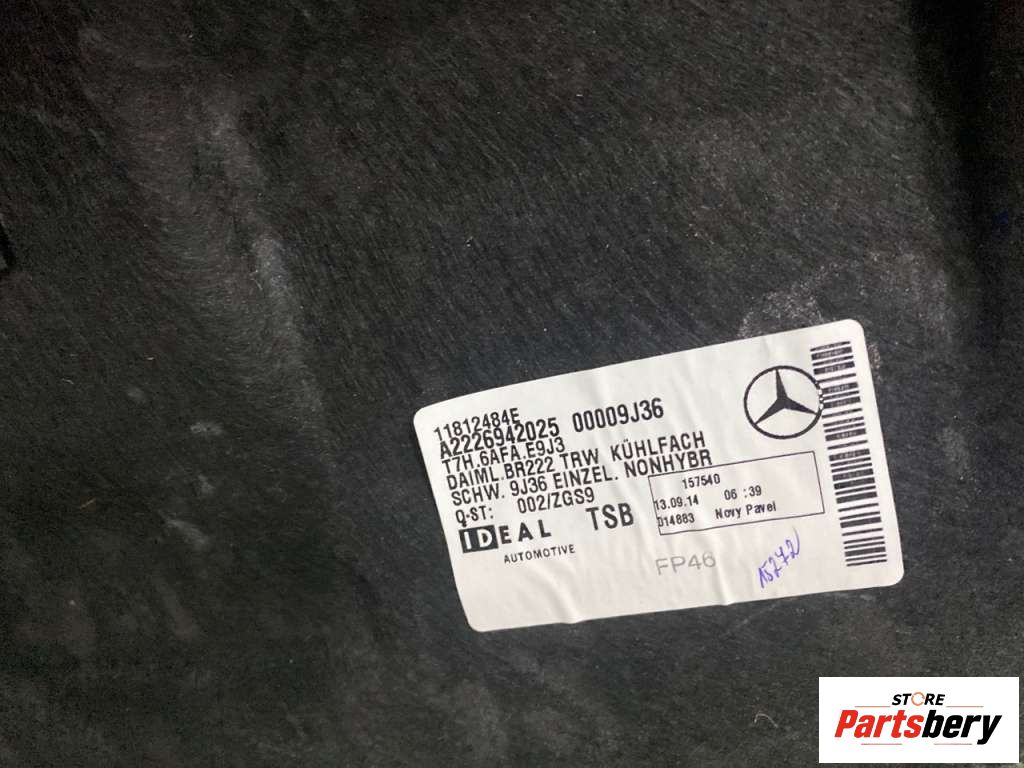 11812484E
A2226942025 00009J36
T7H.6AFA.E9J3
DAIML.BR222 TRW KÜHLFACH
SCHW. 9J36 EINZEL. NONHYBR
Q-ST: 002/ZGS9
IDEAL TSB
AUTOMOTIVE
157540
13.09.14 06:39
014883 Novy Pavel
FP46
15272
STORE
Partsbery